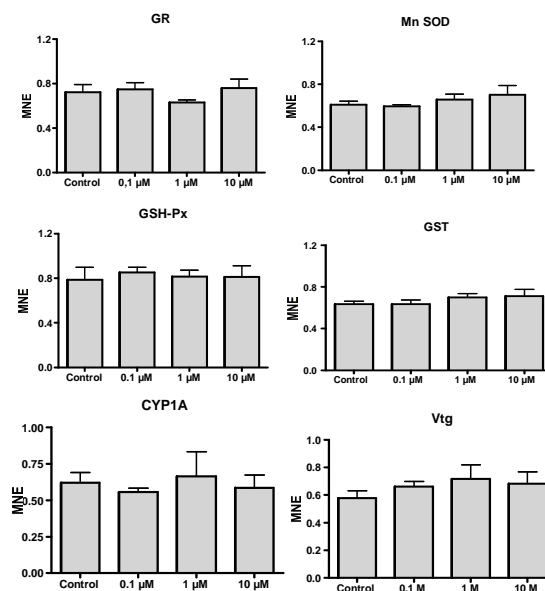 GR
MNE
1.2
0.8
0.4
0.0
Control 0,1 µM 1 µM 10 µM
Mn SOD
MNE
1.2
0.8
0.4
0.0
Control 0.1 µM 1 µM 10 µM
GSH-Px
MNE
1.2
0.8
0.4
0.0
Control 0.1 µM 1 µM 10 µM
GST
MNE
1.2
0.8
0.4
0.0
Control 0.1 µM 1 µM 10 µM
CYP1A
MNE
1.00
0.75
0.50
0.25
0.00
Control 0.1 µM 1 µM 10 µM
Vtg
MNE
1.0
0.8
0.6
0.4
0.2
0.0
Control 0.1 M 1 M 10 M